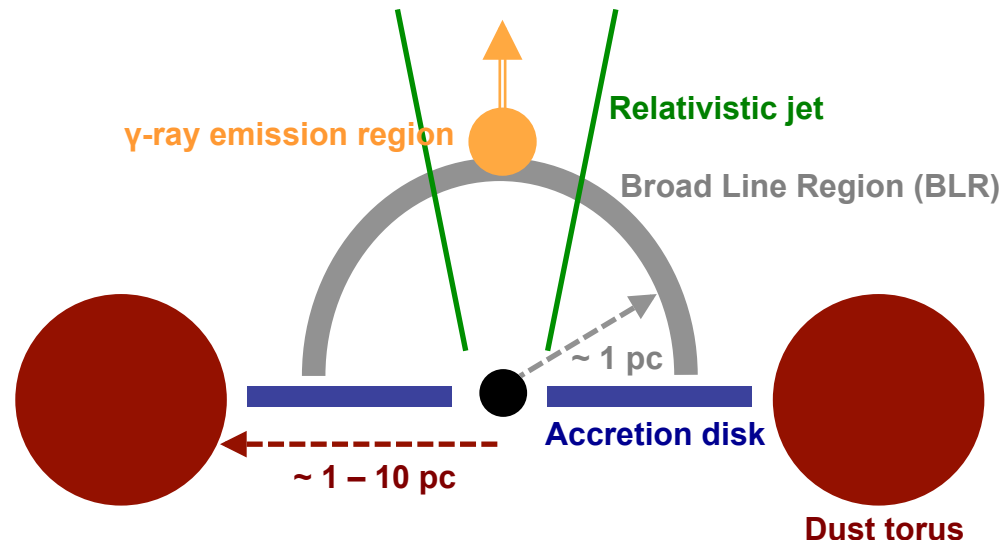 Relativistic jet
γ-ray emission region
Broad Line Region (BLR)
~ 1 pc
Accretion disk
~ 1 – 10 pc
Dust torus